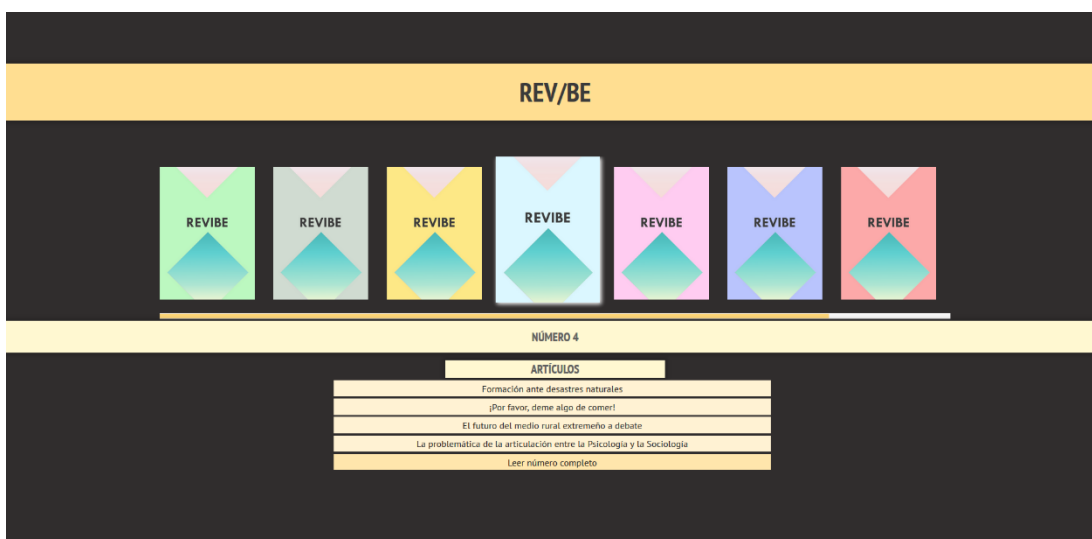 REV/BE
REVIBE
REVIBE
REVIBE
REVIBE
REVIBE
REVIBE
REVIBE
NÚMERO 4
ARTÍCULOS
Formación ante desastres naturales
¡Por favor, deme algo de comer!
El futuro del medio rural extremeño a debate
La problemática de la articulación entre la Psicología y la Sociología
Leer número completo